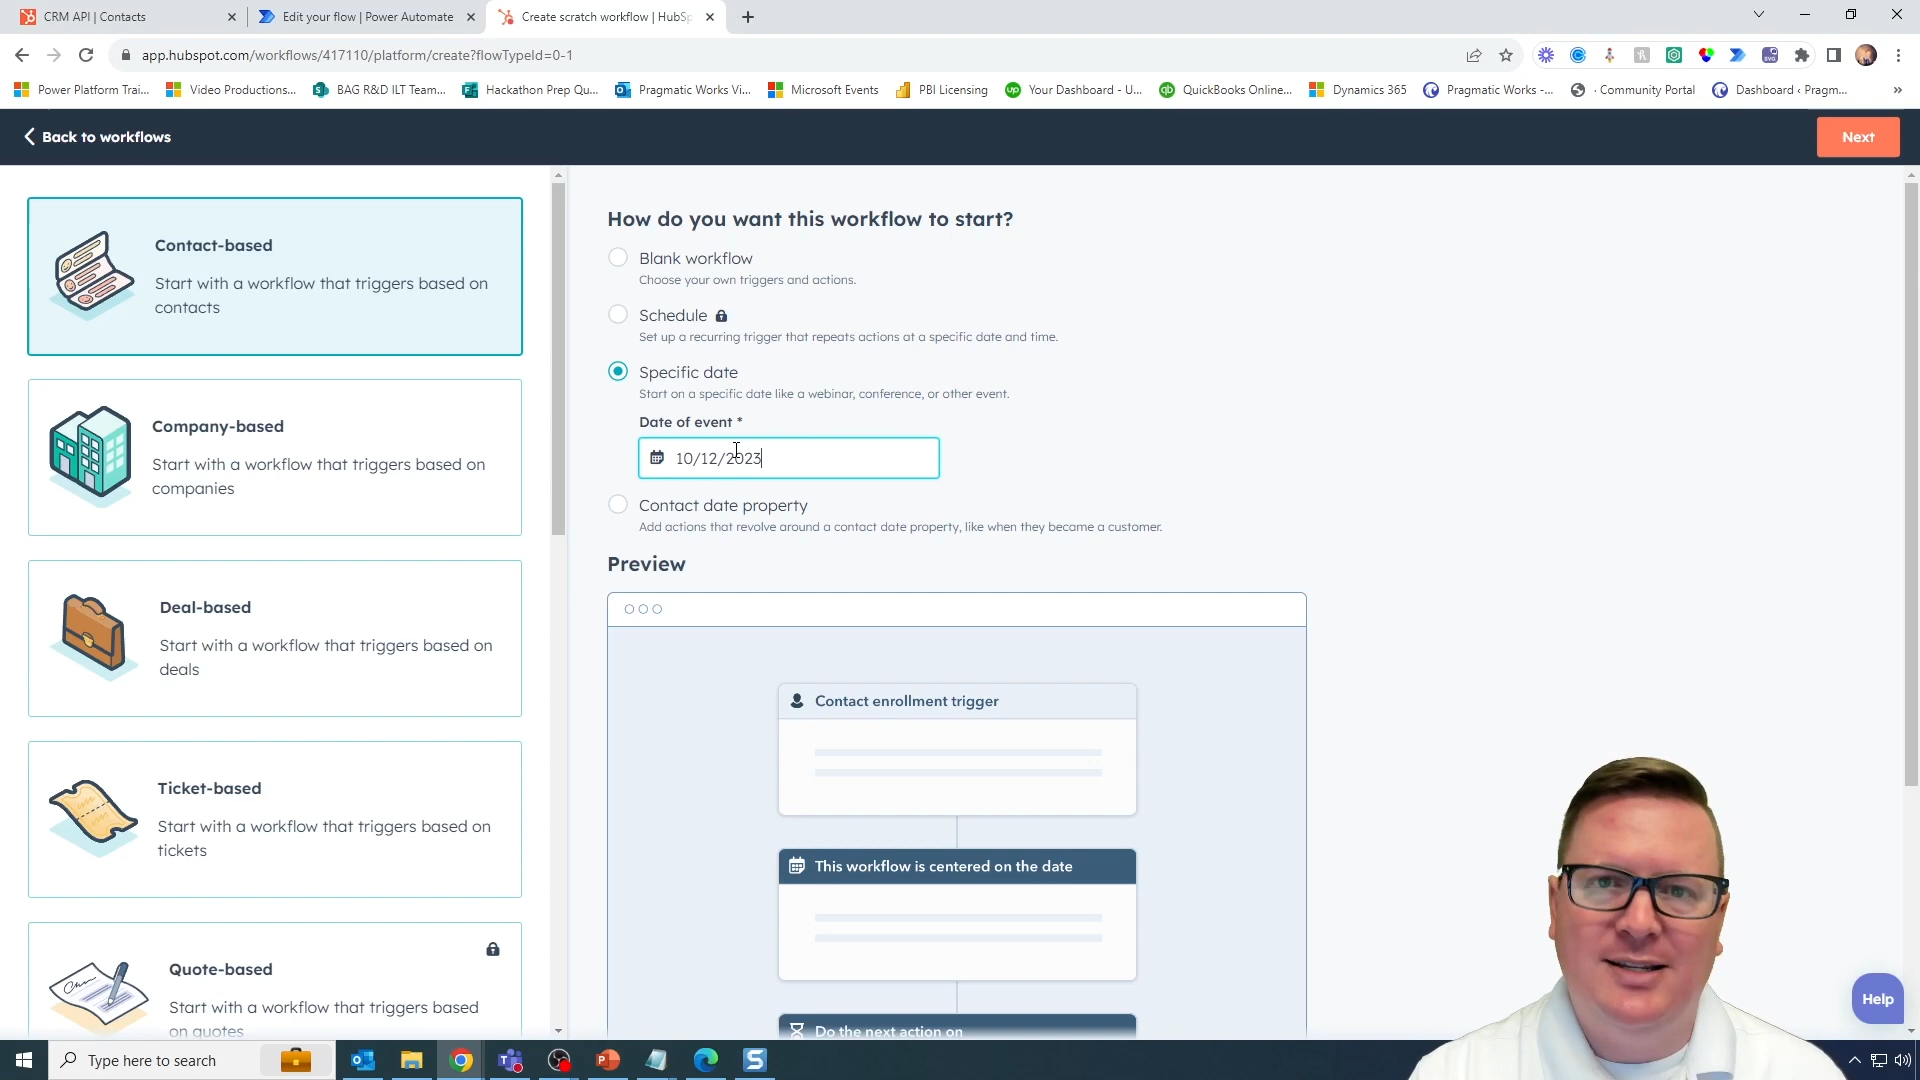 CRM API | Contacts
Edit your flow | Power Automate
Create scratch workflow | HubSp
app.hubspot.com/workflows/417110/platform/create?flowTypeId=0-1
Power Platform Trai...
Video Productions...
BAG R&D ILT Team...
Hackathon Prep Qu...
Pragmatic Works Vi...
Microsoft Events
PBI Licensing
Your Dashboard - U...
QuickBooks Online...
Dynamics 365
Pragmatic Works -...
· Community Portal
Dashboard ‹ Pragm...
Back to workflows
Next
Contact-based
Start with a workflow that triggers based on
contacts
Company-based
Start with a workflow that triggers based on
companies
Deal-based
Start with a workflow that triggers based on
deals
Ticket-based
Start with a workflow that triggers based on
tickets
Quote-based
Start with a workflow that triggers based
on quotes
How do you want this workflow to start?
Blank workflow
Choose your own triggers and actions.
Schedule
Set up a recurring trigger that repeats actions at a specific date and time.
Specific date
Start on a specific date like a webinar, conference, or other event.
Date of event *
10/12/2023
Contact date property
Add actions that revolve around a contact date property, like when they became a customer.
Preview
Contact enrollment trigger
This workflow is centered on the date
Do the next action on
Help
Type here to search